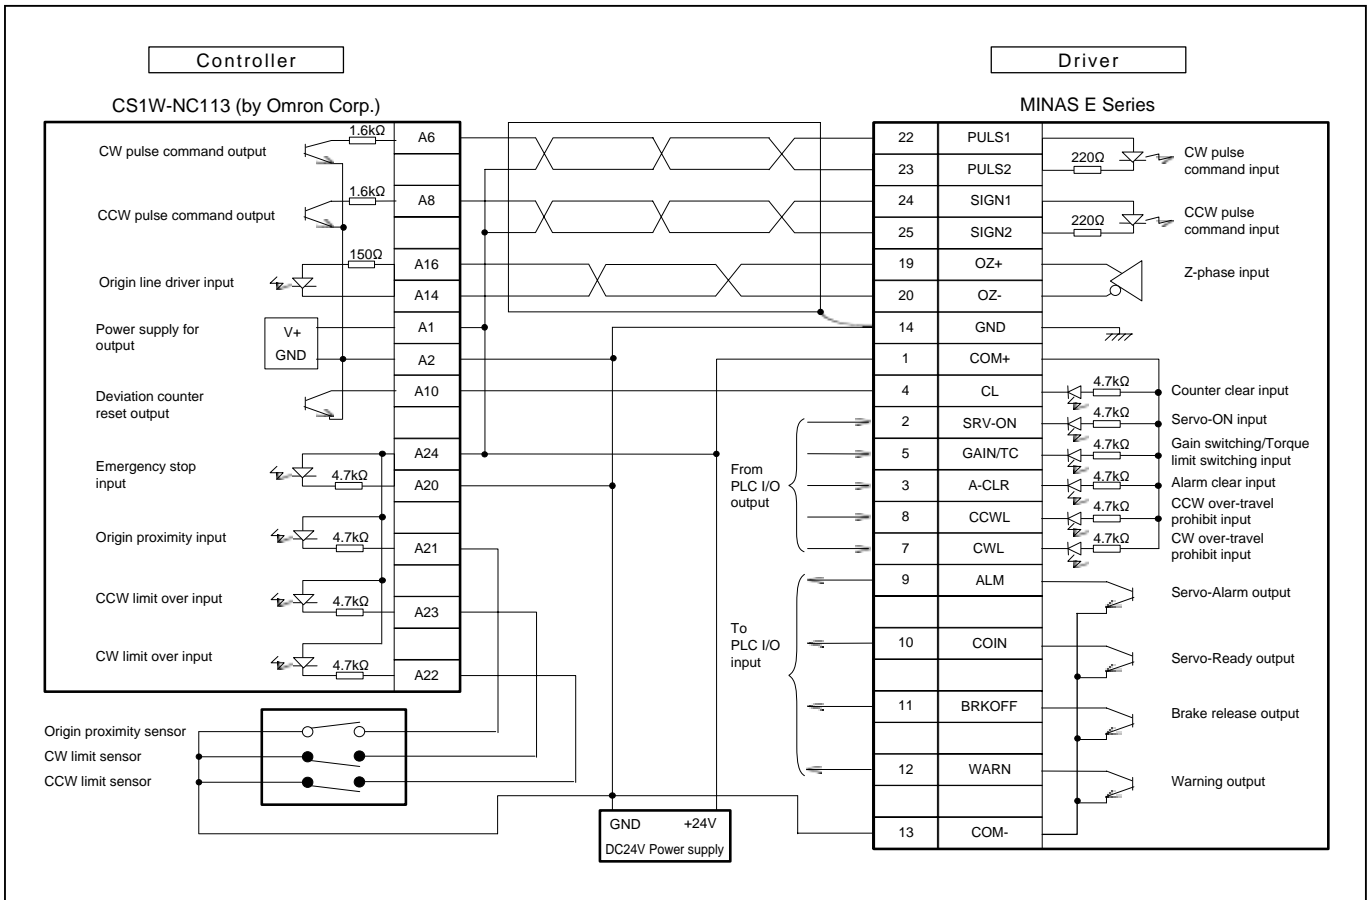 Controller
Driver
CS1W-NC113 (by Omron Corp.)
MINAS E Series
CW pulse command output
1.6kΩ
A6
CCW pulse command output
1.6kΩ
A8
Origin line driver input
150Ω
A16
A14
Power supply for
output
V+
GND
A1
A2
Deviation counter
reset output
A10
Emergency stop
input
A24
4.7kΩ
A20
Origin proximity input
4.7kΩ
A21
CCW limit over input
4.7kΩ
A23
CW limit over input
4.7kΩ
A22
Origin proximity sensor
CW limit sensor
CCW limit sensor
GND +24V
DC24V Power supply
From
PLC I/O
output
To
PLC I/O
input
22 PULS1
23 PULS2
220Ω
CW pulse
command input
24 SIGN1
25 SIGN2
220Ω
CCW pulse
command input
19 OZ+
20 OZ-
Z-phase input
14 GND
1 COM+
4 CL
4.7kΩ
Counter clear input
2 SRV-ON
4.7kΩ
Servo-ON input
5 GAIN/TC
4.7kΩ
Gain switching/Torque
limit switching input
3 A-CLR
4.7kΩ
Alarm clear input
8 CCWL
4.7kΩ
CCW over-travel
prohibit input
7 CWL
4.7kΩ
CW over-travel
prohibit input
9 ALM
Servo-Alarm output
10 COIN
Servo-Ready output
11 BRKOFF
Brake release output
12 WARN
Warning output
13 COM-